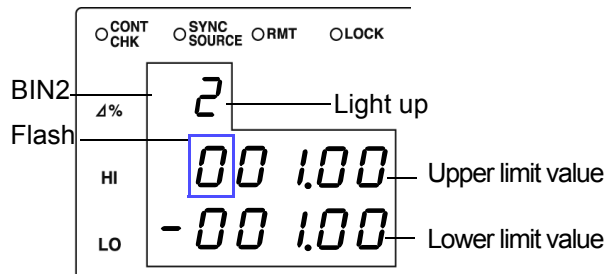 CONT CHK SYNC SOURCE RMT LOCK
BIN2
⊿% 2 Light up
Flash
HI 001.00 Upper limit value
LO -001.00 Lower limit value